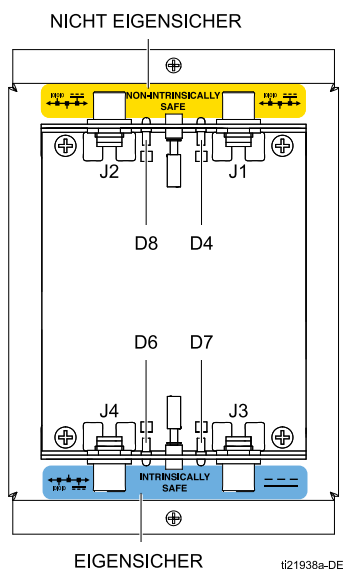 NICHT EIGENSICHER
NON-INTRINSICALLY
SAFE
J2
J1
D8
D4
D6
D7
J4
J3
INTRINSICALLY
SAFE
EIGENSICHER
ti21938a-DE